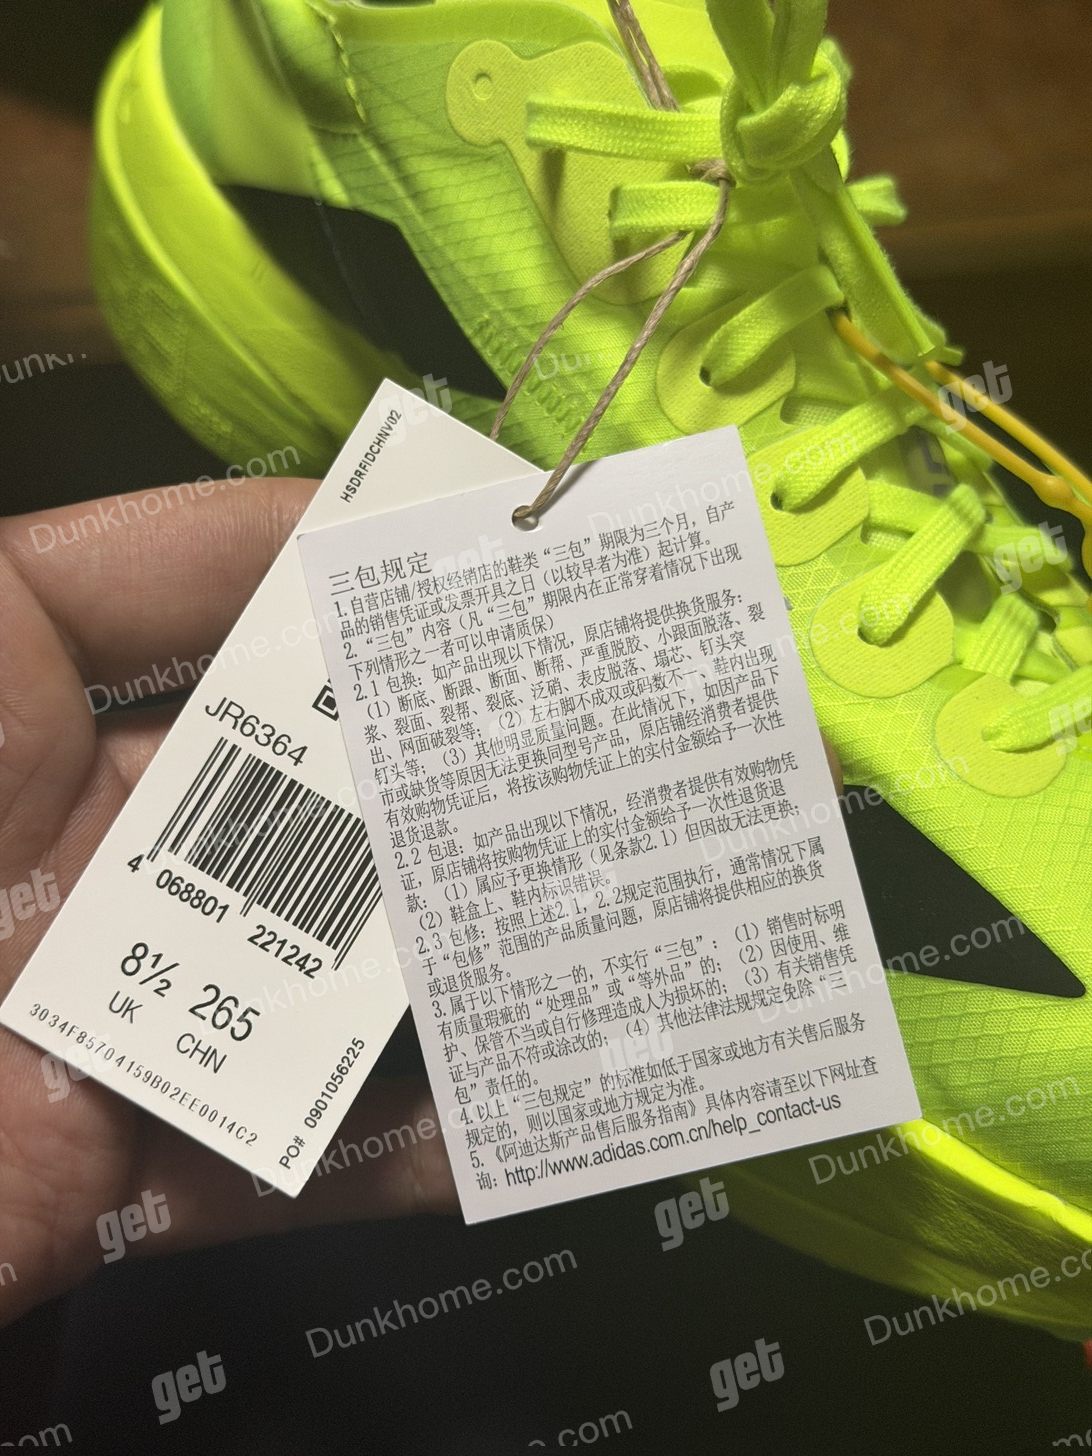 HSDRFIDCHNV02
JR6364
4 068801 221242
8½ 265
UK CHN
3034F85704159B02EE0014C2
PO# 0901056225
三包规定
1.自营店铺/授权经销店的鞋类“三包”期限为三个月，自产
品的销售凭证或发票开具之日（以较早者为准）起计算。
2.“三包”内容（凡“三包”期限内在正常穿着情况下出现
下列情形之一者可以申请质保）
2.1 包换：如产品出现以下情况，原店铺将提供换货服务：
（1）断底、断跟、断面、断帮、严重脱胶、小跟面脱落、裂
浆、裂面、裂帮、裂底、泛硝、表皮脱落、塌芯、钉头突
出、网面破裂等；（2）左右脚不成双或码数不一、鞋内出现
钉头等；（3）其他明显质量问题。在此情况下，如因产品下
市或缺货等原因无法更换同型号产品，原店铺经消费者提供
有效购物凭证后，将按该购物凭证上的实付金额给予一次性
退货退款。
2.2 包退：如产品出现以下情况，经消费者提供有效购物凭
证，原店铺将按购物凭证上的实付金额给予一次性退货退
款：（1）属应予更换情形（见条款2.1）但因故无法更换；
（2）鞋盒上、鞋内标识错误。
2.3 包修：按照上述2.1，2.2规定范围执行，通常情况下属
于“包修”范围的产品质量问题，原店铺将提供相应的换货
或退货服务。
3.属于以下情形之一的，不实行“三包”：（1）销售时标明
有质量瑕疵的“处理品”或“等外品”的；（2）因使用、维
护、保管不当或自行修理造成人为损坏的；（3）有关销售凭
证与产品不符或涂改的；（4）其他法律法规规定免除“三
包”责任的。
4.以上“三包规定”的标准如低于国家或地方有关售后服务
规定的，则以国家或地方规定为准。
5.《阿迪达斯产品售后服务指南》具体内容请至以下网址查
询：http://www.adidas.com.cn/help_contact-us
get
Dunkhome.com